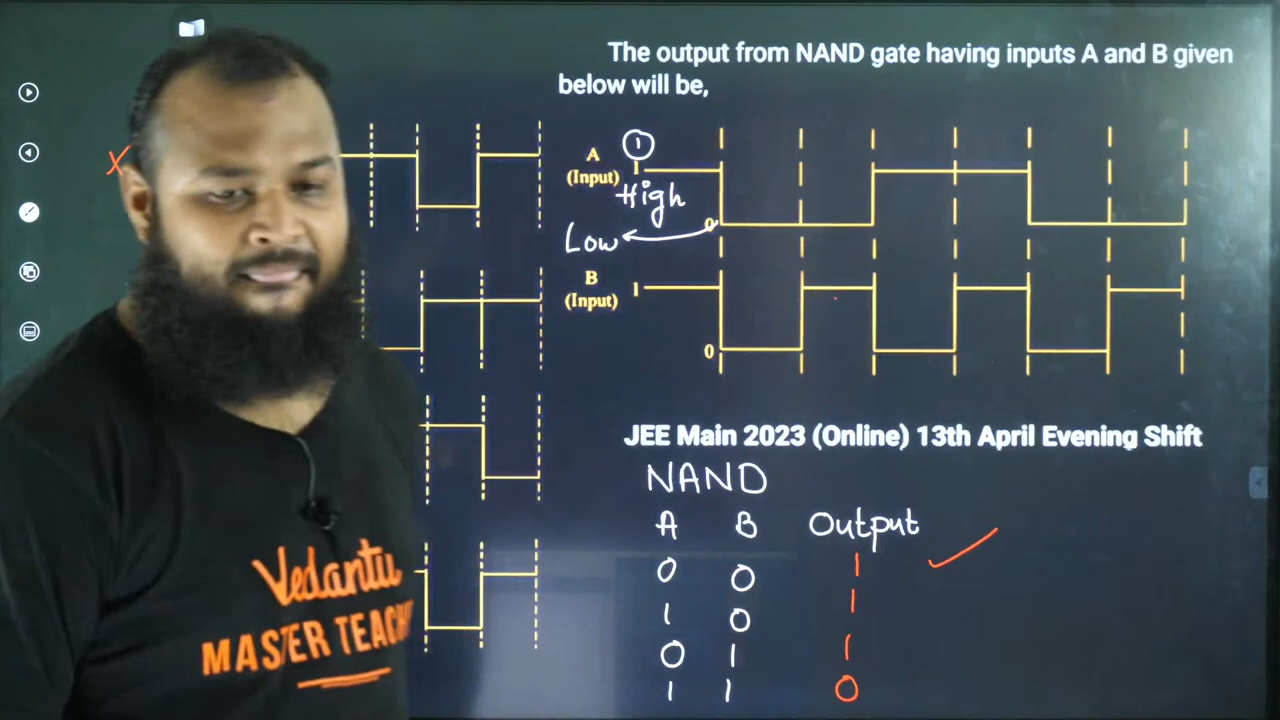 The output from NAND gate having inputs A and B given
below will be,
X
A
(Input)
1
1
High
0
Low
B
(Input)
1
0
JEE Main 2023 (Online) 13th April Evening Shift
NAND
A B Output
0 0 1
1 0 1
0 1 1
1 1 0
Vedantu
MASTER TEACH